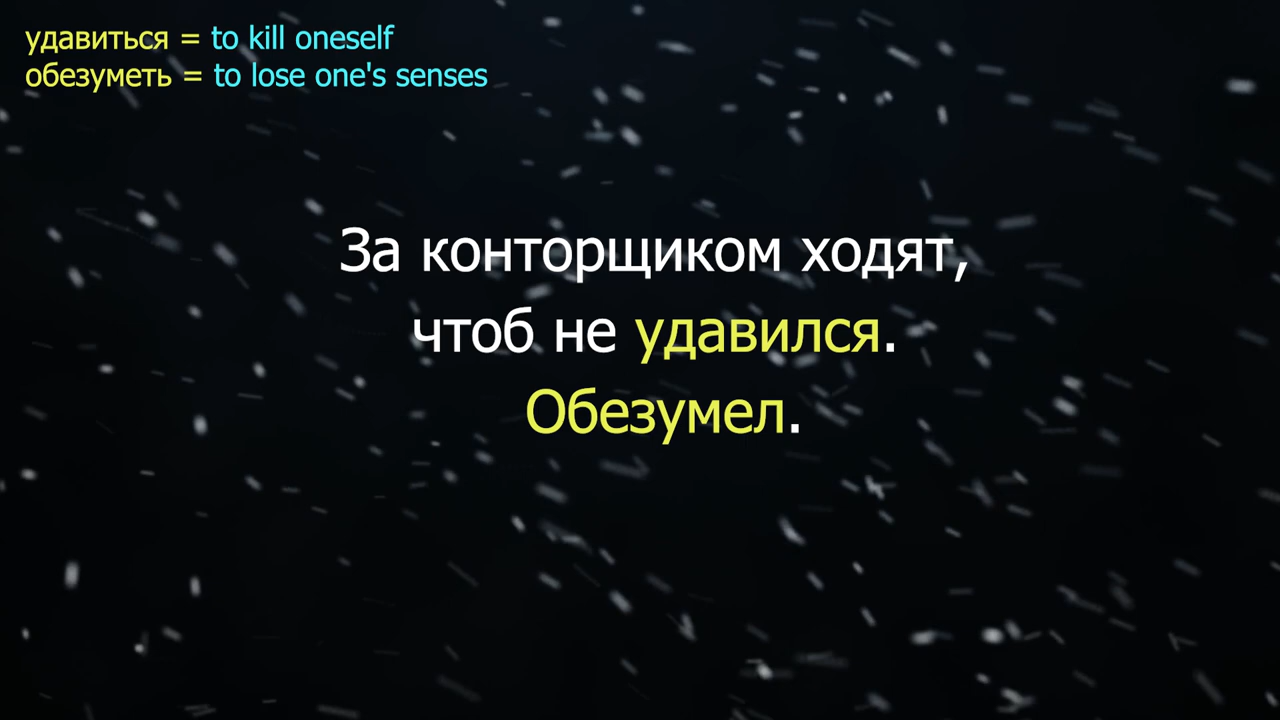 удавиться = to kill oneself
обезуметь = to lose one's senses
За конторщиком ходят,
чтоб не удавился.
Обезумел.